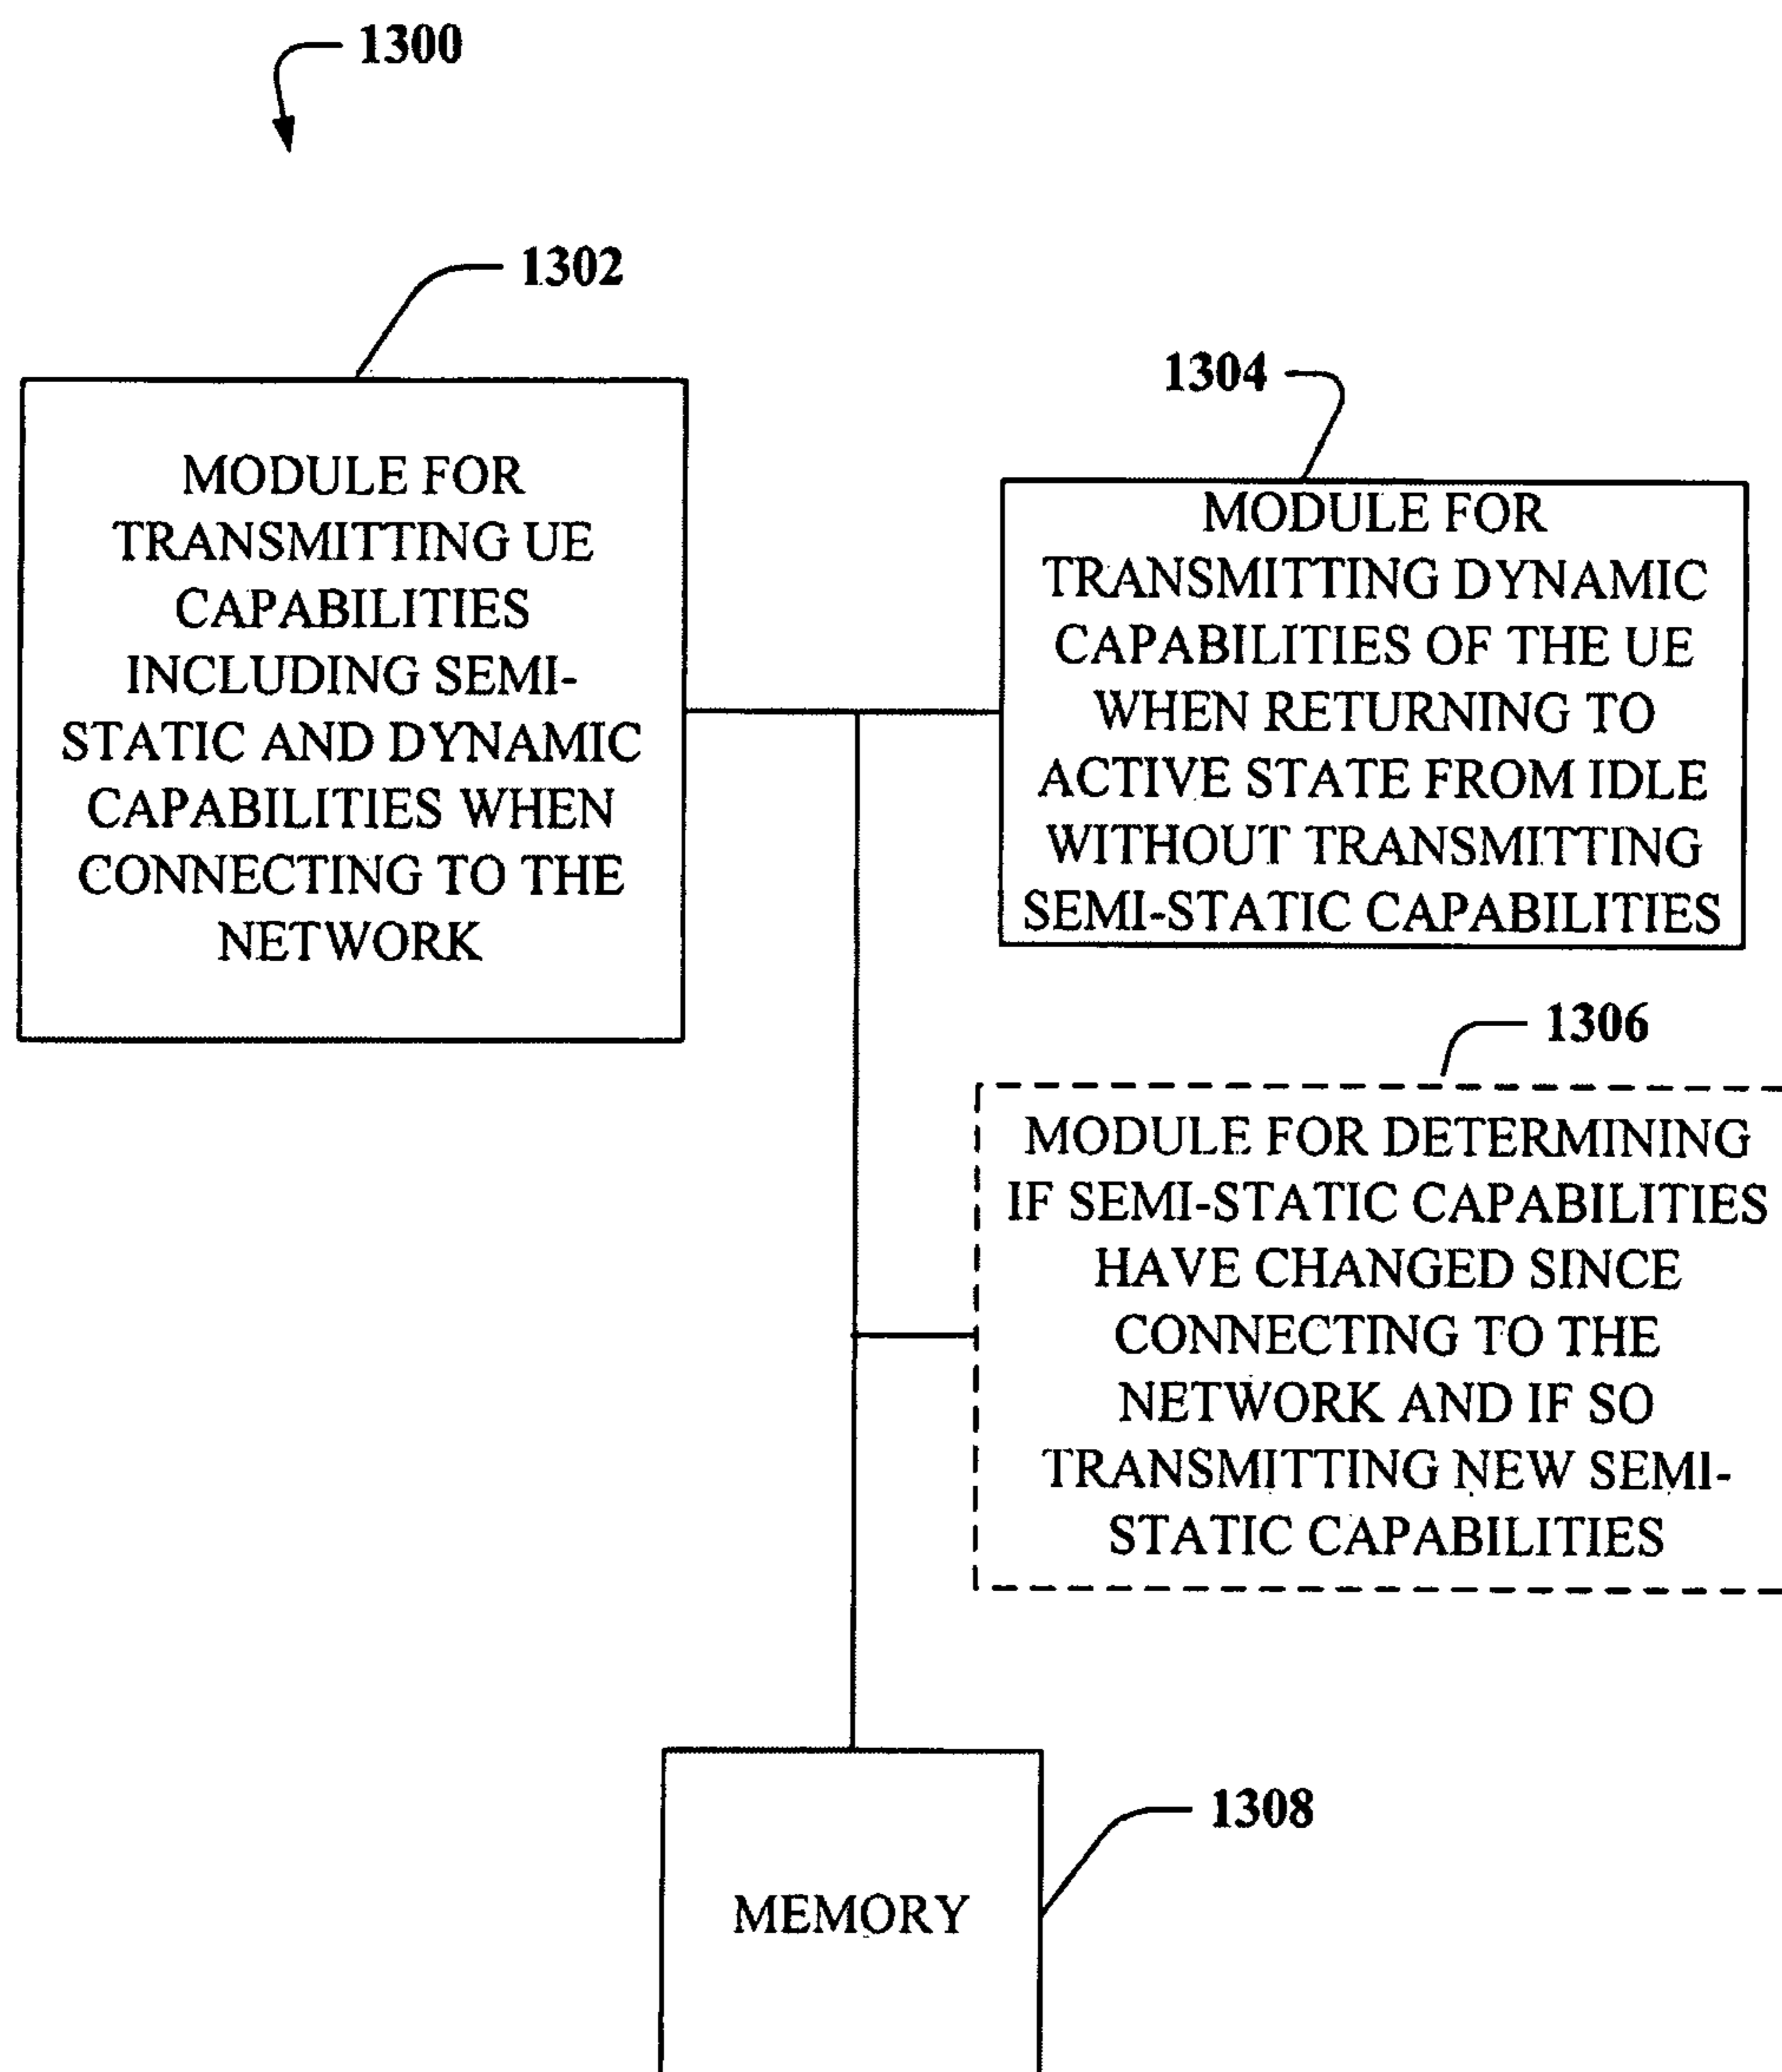 1300
1302
MODULE FOR
TRANSMITTING UE
CAPABILITIES
INCLUDING SEMI-
STATIC AND DYNAMIC
CAPABILITIES WHEN
CONNECTING TO THE
NETWORK
1304
MODULE FOR
TRANSMITTING DYNAMIC
CAPABILITIES OF THE UE
WHEN RETURNING TO
ACTIVE STATE FROM IDLE
WITHOUT TRANSMITTING
SEMI-STATIC CAPABILITIES
1306
MODULE FOR DETERMINING
IF SEMI-STATIC CAPABILITIES
HAVE CHANGED SINCE
CONNECTING TO THE
NETWORK AND IF SO
TRANSMITTING NEW SEMI-
STATIC CAPABILITIES
1308
MEMORY